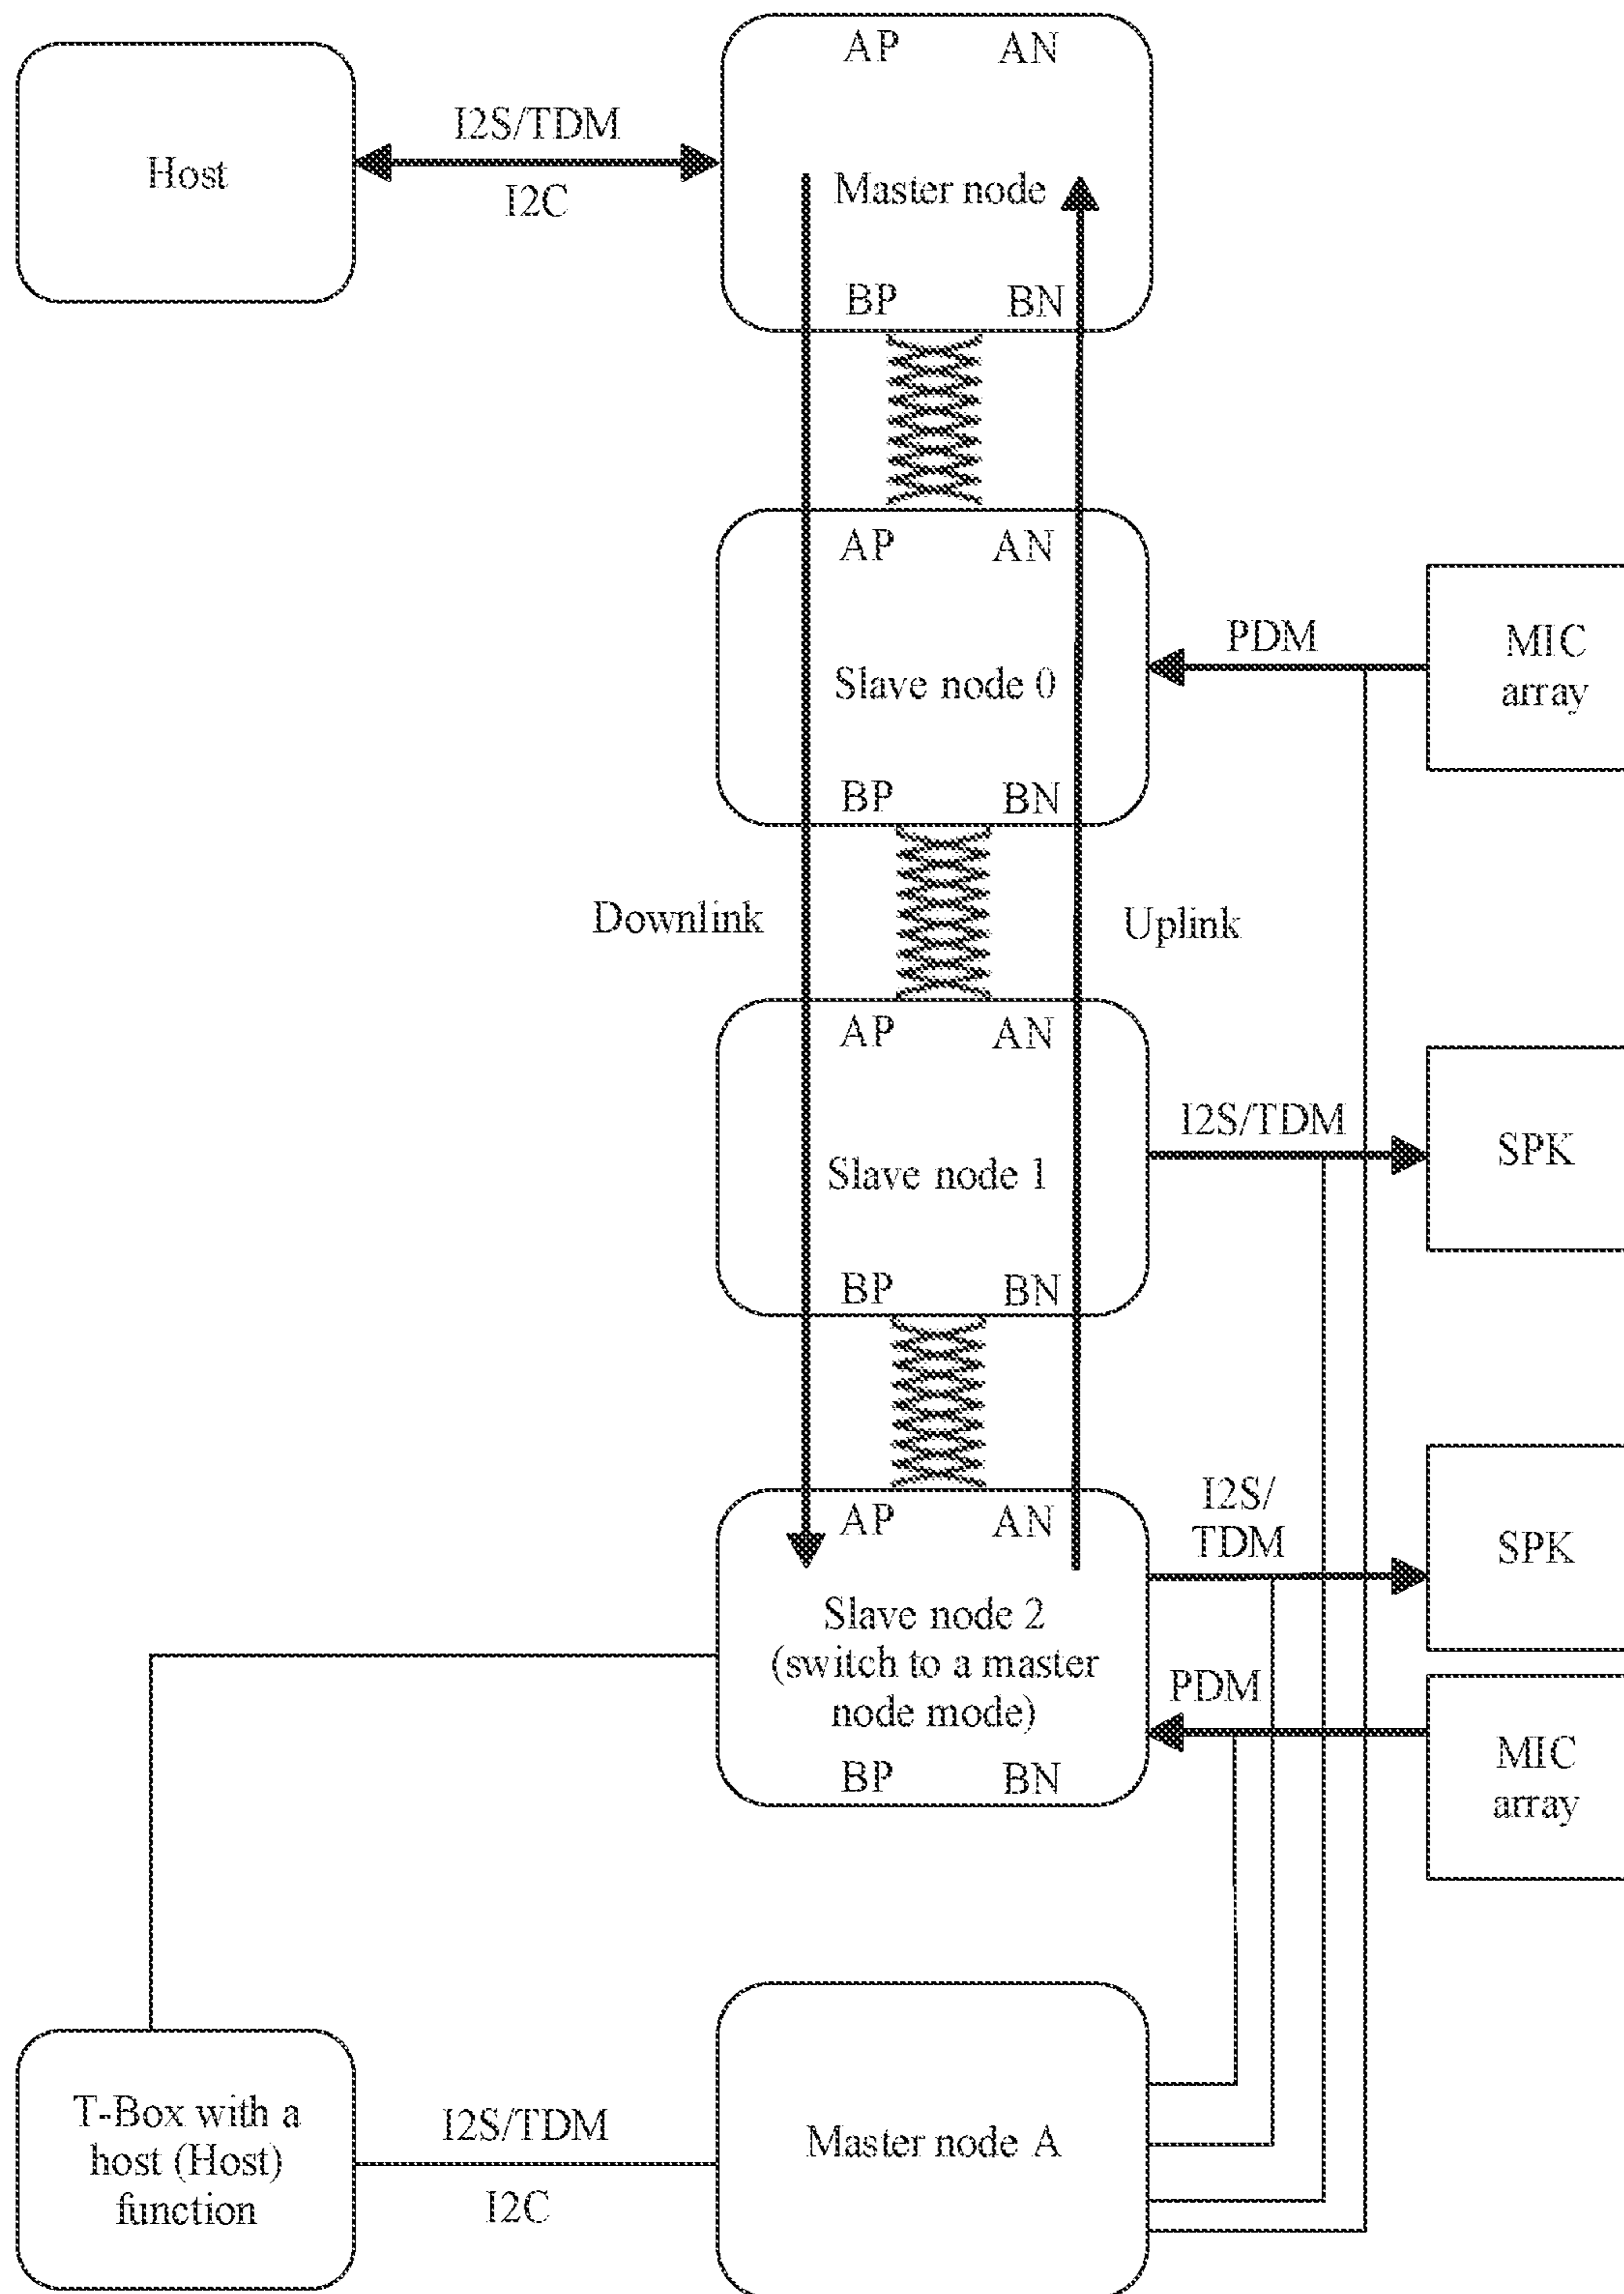 AP AN
Host
I2S/TDM
I2C
Master node
BP BN
AP AN
Slave node 0
PDM
MIC
array
BP BN
Downlink
Uplink
AP AN
Slave node 1
I2S/TDM
SPK
BP BN
AP AN
I2S/
TDM
SPK
Slave node 2
(switch to a master
node mode)
PDM
MIC
array
BP BN
T-Box with a
host (Host)
function
I2S/TDM
I2C
Master node A